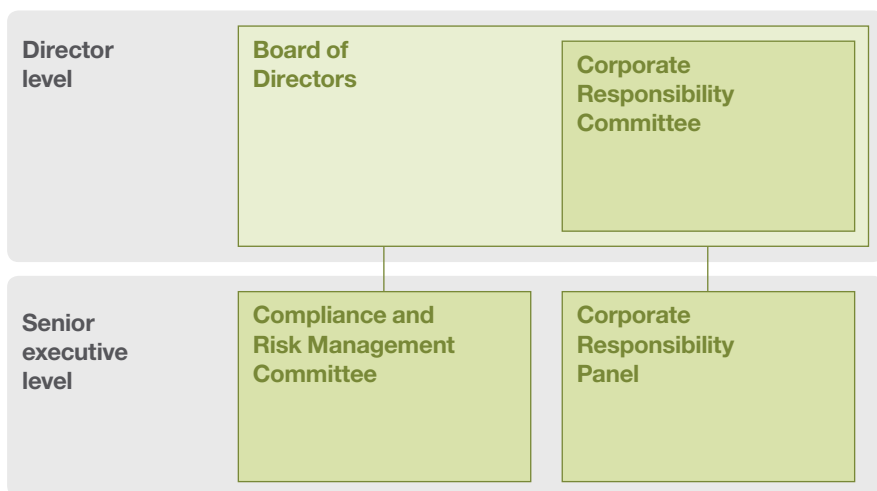 Director
level
Board of
Directors
Corporate
Responsibility
Committee
Senior
executive
level
Compliance and
Risk Management
Committee
Corporate
Responsibility
Panel